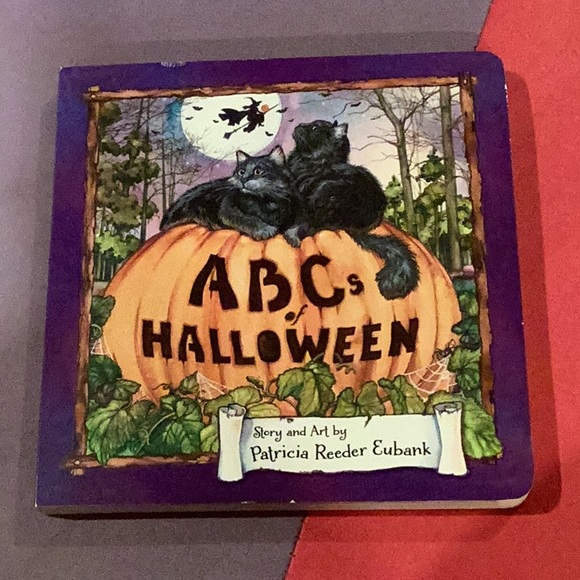 ABCs
of
HALLOWEEN
Story and Art by
Patricia Reeder Eubank